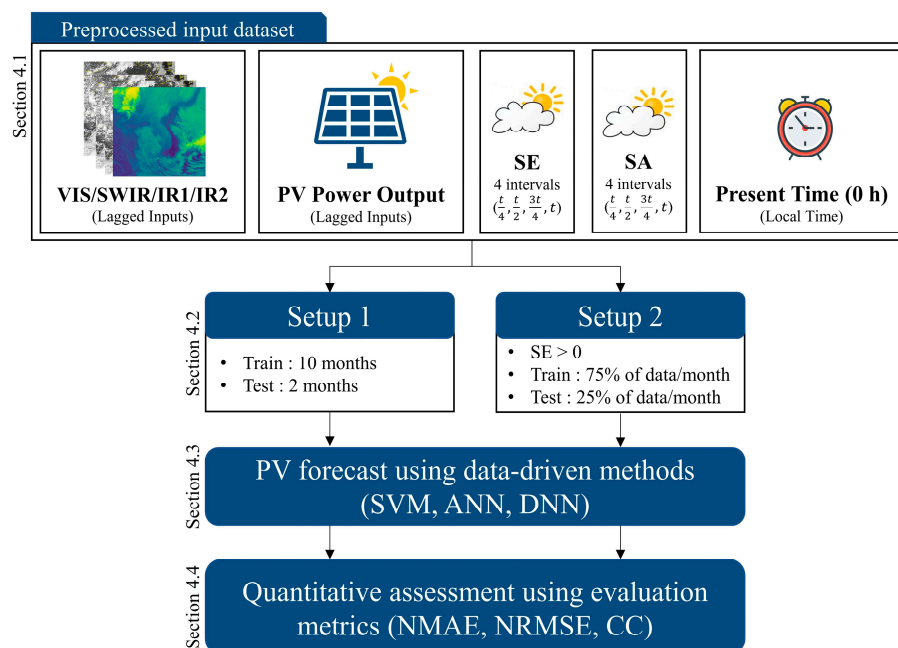 Preprocessed input dataset
Section 4.1
VIS/SWIR/IR1/IR2
(Lagged Inputs)
PV Power Output
(Lagged Inputs)
SE
4 intervals
(t/4, t/2, 3t/4, t)
SA
4 intervals
(t/4, t/2, 3t/4, t)
Present Time (0 h)
(Local Time)
Section 4.2
Setup 1
• Train : 10 months
• Test : 2 months
Setup 2
• SE > 0
• Train : 75% of data/month
• Test : 25% of data/month
Section 4.3
PV forecast using data-driven methods
(SVM, ANN, DNN)
Section 4.4
Quantitative assessment using evaluation
metrics (NMAE, NRMSE, CC)